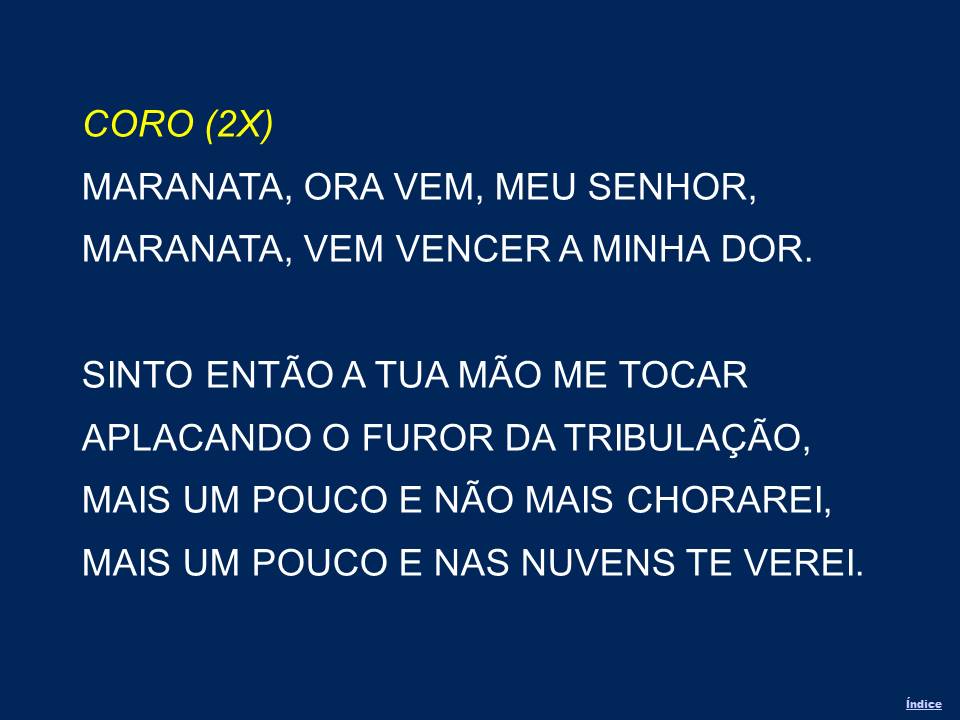 CORO (2X)
MARANATA, ORA VEM, MEU SENHOR,
MARANATA, VEM VENCER A MINHA DOR.
SINTO ENTÃO A TUA MÃO ME TOCAR
APLACANDO O FUROR DA TRIBULAÇÃO,
MAIS UM POUCO E NÃO MAIS CHORAREI,
MAIS UM POUCO E NAS NUVENS TE VEREI.
Índice